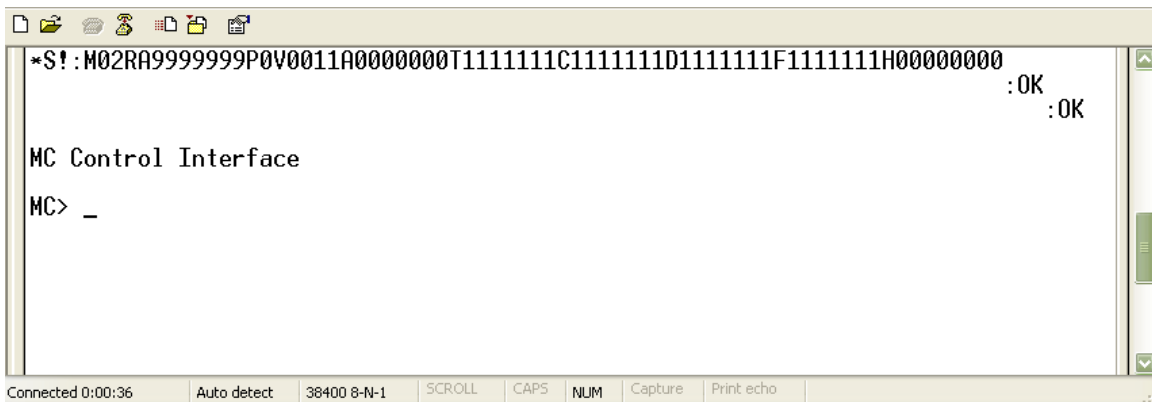 *S!:M02RA9999999P0V0011A0000000T1111111C1111111D1111111F1111111H00000000
:OK
:OK
MC Control Interface
MC> _
Connected 0:00:36 Auto detect 38400 8-N-1 SCROLL CAPS NUM Capture Print echo